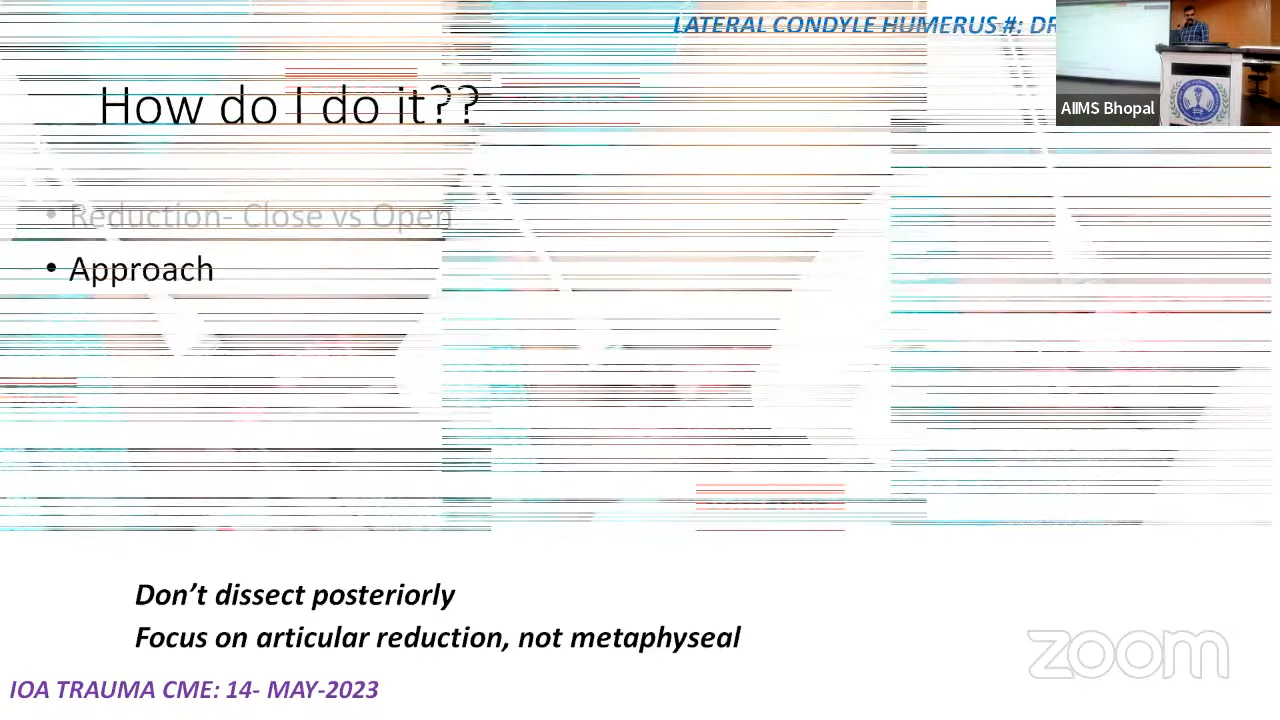 LATERAL CONDYLE HUMERUS #: DR
AIIMS Bhopal
How do I do it??
• Reduction- Close vs Open
• Approach
Don't dissect posteriorly
Focus on articular reduction, not metaphyseal
zoom
IOA TRAUMA CME: 14- MAY-2023